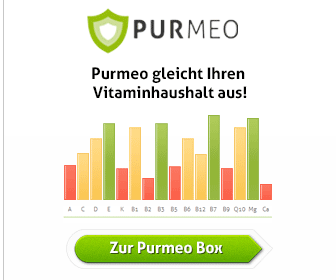 PURMEO
Purmeo gleicht Ihren
Vitaminhaushalt aus!
A C D E K B1 B2 B3 B5 B6 B12 B7 B9 Q10 Mg Ca
Zur Purmeo Box